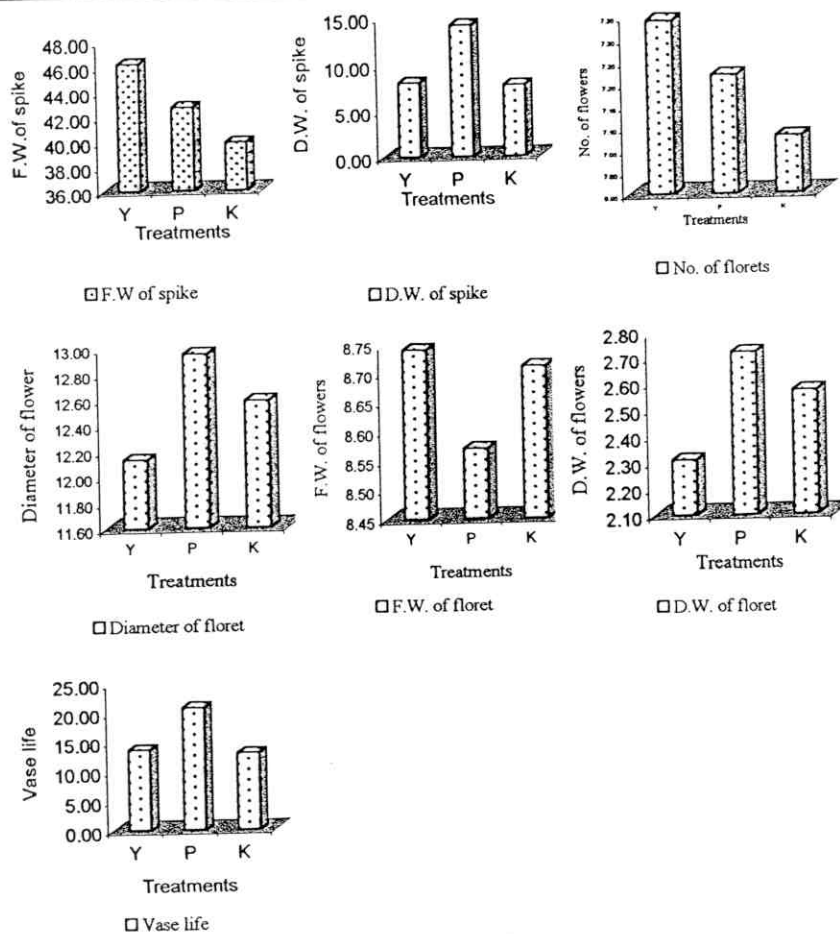 F.W.of spike
48.00
46.00
44.00
42.00
40.00
38.00
36.00
Y P K
Treatments
F.W of spike
D.W. of spike
15.00
10.00
5.00
0.00
Y P K
Treatments
D.W. of spike
No. of flowers
Y P K
Treatments
No. of florets
Diameter of flower
13.00
12.80
12.60
12.40
12.20
12.00
11.80
11.60
Y P K
Treatments
Diameter of floret
F.W. of flowers
8.75
8.70
8.65
8.60
8.55
8.50
8.45
Y P K
Treatments
F.W. of floret
D.W. of flowers
2.80
2.70
2.60
2.50
2.40
2.30
2.20
2.10
Y P K
Treatments
D.W. of floret
Vase life
25.00
20.00
15.00
10.00
5.00
0.00
Y P K
Treatments
Vase life